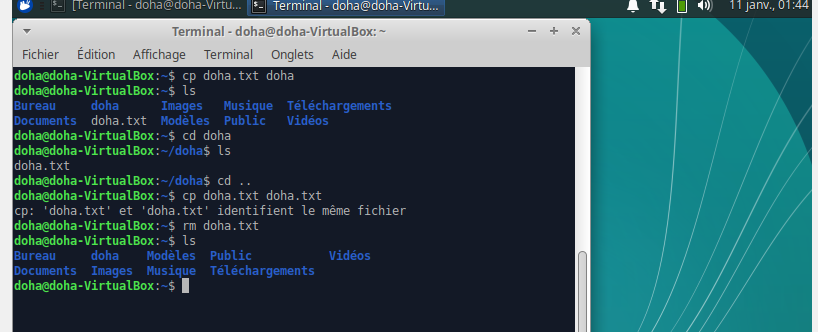 [Terminal - doha@doha-Virtu... Terminal - doha@doha-Virtu... 11 janv., 01:44
Terminal - doha@doha-VirtualBox: ~
Fichier Édition Affichage Terminal Onglets Aide
doha@doha-VirtualBox:~$ cp doha.txt doha
doha@doha-VirtualBox:~$ ls
Bureau doha Images Musique Téléchargements
Documents doha.txt Modèles Public Vidéos
doha@doha-VirtualBox:~$ cd doha
doha@doha-VirtualBox:~/doha$ ls
doha.txt
doha@doha-VirtualBox:~/doha$ cd ..
doha@doha-VirtualBox:~$ cp doha.txt doha.txt
cp: 'doha.txt' et 'doha.txt' identifient le même fichier
doha@doha-VirtualBox:~$ rm doha.txt
doha@doha-VirtualBox:~$ ls
Bureau doha Modèles Public Vidéos
Documents Images Musique Téléchargements
doha@doha-VirtualBox:~$